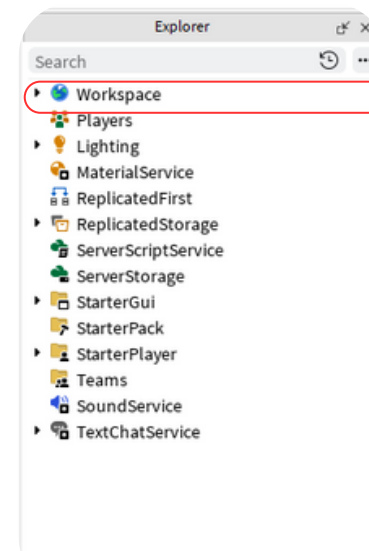 Explorer
Search
Workspace
Players
Lighting
MaterialService
ReplicatedFirst
ReplicatedStorage
ServerScriptService
ServerStorage
StarterGui
StarterPack
StarterPlayer
Teams
SoundService
TextChatService